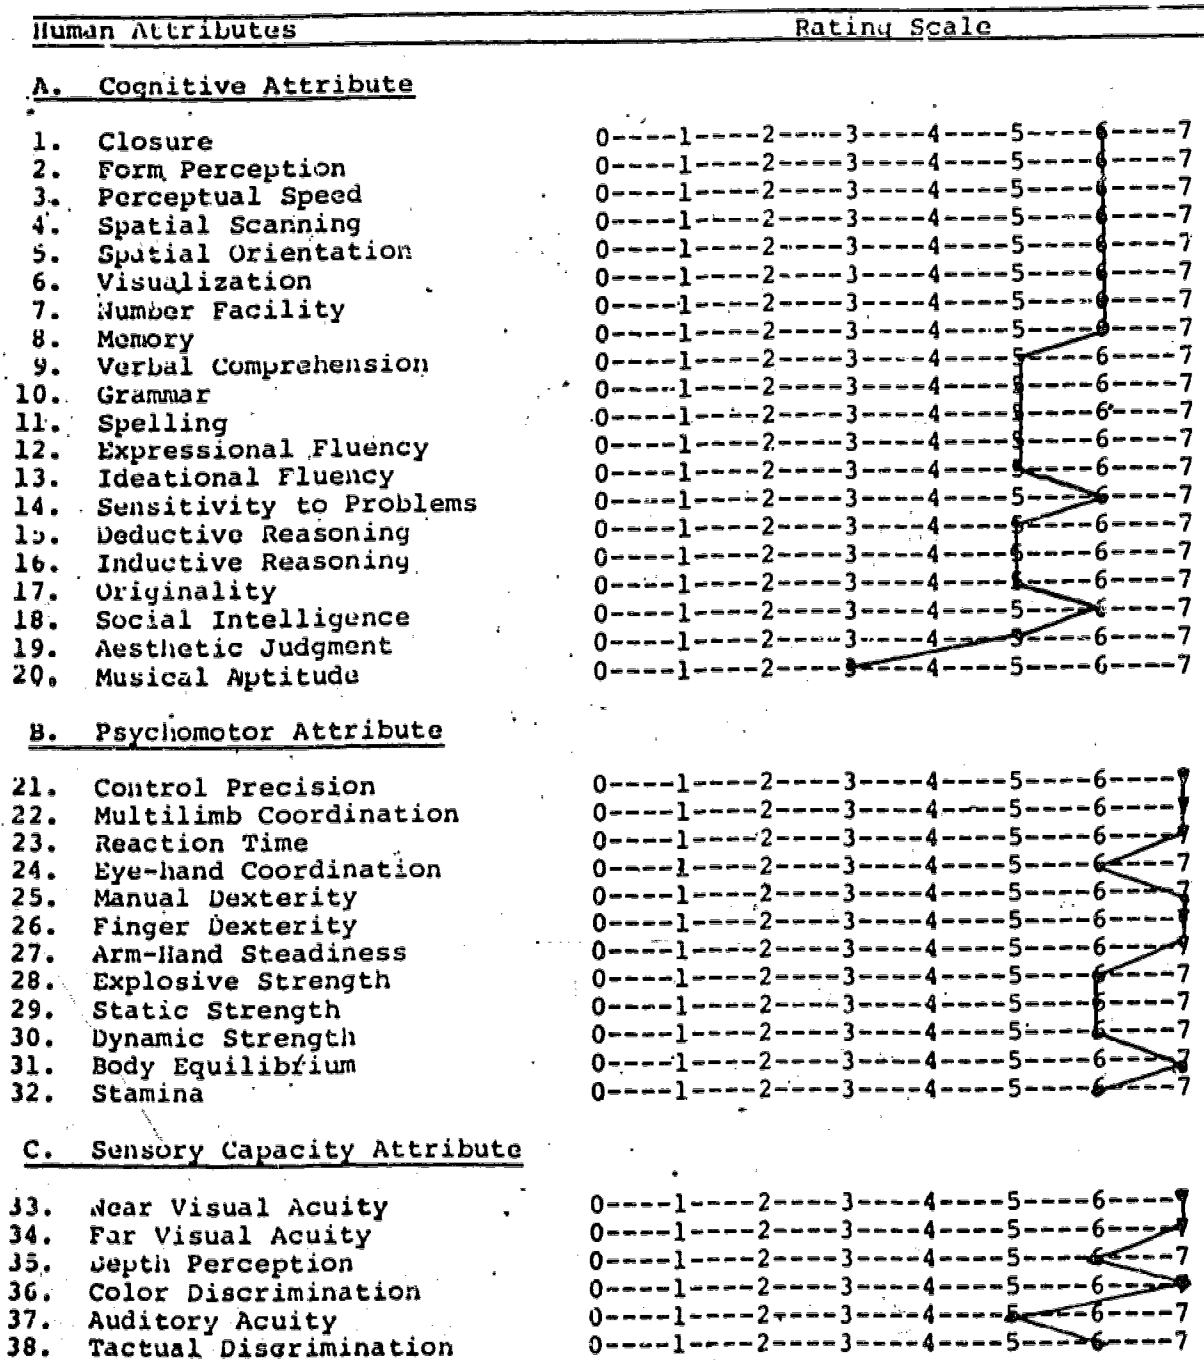 Human Attributes Rating Scale
A. Cognitive Attribute
1. Closure 0----1----2----3----4----5----6----7
2. Form Perception 0----1----2----3----4----5----6----7
3. Perceptual Speed 0----1----2----3----4----5----6----7
4. Spatial Scanning 0----1----2----3----4----5----6----7
5. Spatial Orientation 0----1----2----3----4----5----6----7
6. Visualization 0----1----2----3----4----5----6----7
7. Number Facility 0----1----2----3----4----5----6----7
8. Memory 0----1----2----3----4----5----6----7
9. Verbal Comprehension 0----1----2----3----4----5----6----7
10. Grammar 0----1----2----3----4----5----6----7
11. Spelling 0----1----2----3----4----5----6----7
12. Expressional Fluency 0----1----2----3----4----5----6----7
13. Ideational Fluency 0----1----2----3----4----5----6----7
14. Sensitivity to Problems 0----1----2----3----4----5----6----7
15. Deductive Reasoning 0----1----2----3----4----5----6----7
16. Inductive Reasoning 0----1----2----3----4----5----6----7
17. Originality 0----1----2----3----4----5----6----7
18. Social Intelligence 0----1----2----3----4----5----6----7
19. Aesthetic Judgment 0----1----2----3----4----5----6----7
20. Musical Aptitude 0----1----2----3----4----5----6----7
B. Psychomotor Attribute
21. Control Precision 0----1----2----3----4----5----6----7
22. Multilimb Coordination 0----1----2----3----4----5----6----7
23. Reaction Time 0----1----2----3----4----5----6----7
24. Eye-hand Coordination 0----1----2----3----4----5----6----7
25. Manual Dexterity 0----1----2----3----4----5----6----7
26. Finger Dexterity 0----1----2----3----4----5----6----7
27. Arm-Hand Steadiness 0----1----2----3----4----5----6----7
28. Explosive Strength 0----1----2----3----4----5----6----7
29. Static Strength 0----1----2----3----4----5----6----7
30. Dynamic Strength 0----1----2----3----4----5----6----7
31. Body Equilibrium 0----1----2----3----4----5----6----7
32. Stamina 0----1----2----3----4----5----6----7
C. Sensory Capacity Attribute
33. Near Visual Acuity 0----1----2----3----4----5----6----7
34. Far Visual Acuity 0----1----2----3----4----5----6----7
35. Depth Perception 0----1----2----3----4----5----6----7
36. Color Discrimination 0----1----2----3----4----5----6----7
37. Auditory Acuity 0----1----2----3----4----5----6----7
38. Tactual Discrimination 0----1----2----3----4----5----6----7